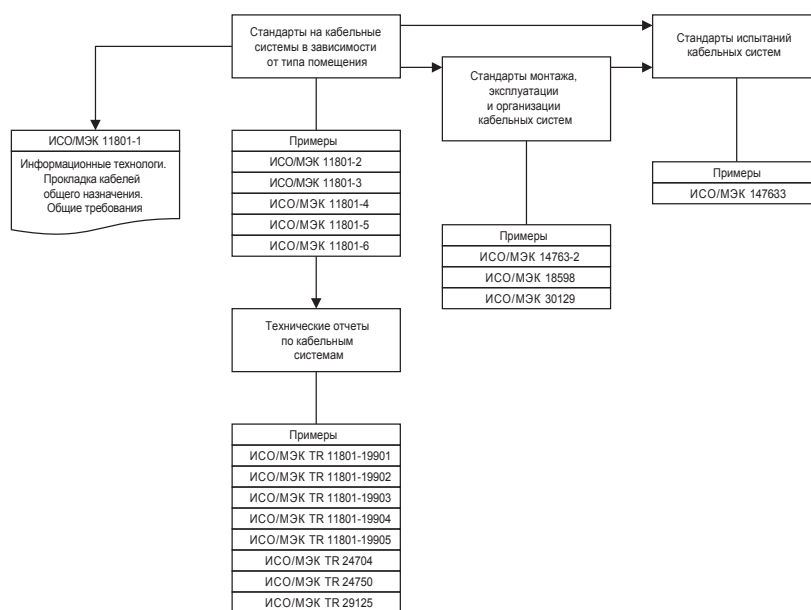 Стандарты на кабельные
системы в зависимости
от типа помещения
Стандарты испытаний
кабельных систем
Стандарты монтажа,
эксплуатации
и организации
кабельных систем
ИСО/МЭК 11801-1
Информационные технологи.
Прокладка кабелей
общего назначения.
Общие требования
Примеры
ИСО/МЭК 11801-2
ИСО/МЭК 11801-3
ИСО/МЭК 11801-4
ИСО/МЭК 11801-5
ИСО/МЭК 11801-6
Примеры
ИСО/МЭК 147633
Примеры
ИСО/МЭК 14763-2
ИСО/МЭК 18598
ИСО/МЭК 30129
Технические отчеты
по кабельным
системам
Примеры
ИСО/МЭК TR 11801-19901
ИСО/МЭК TR 11801-19902
ИСО/МЭК TR 11801-19903
ИСО/МЭК TR 11801-19904
ИСО/МЭК TR 11801-19905
ИСО/МЭК TR 24704
ИСО/МЭК TR 24750
ИСО/МЭК TR 29125